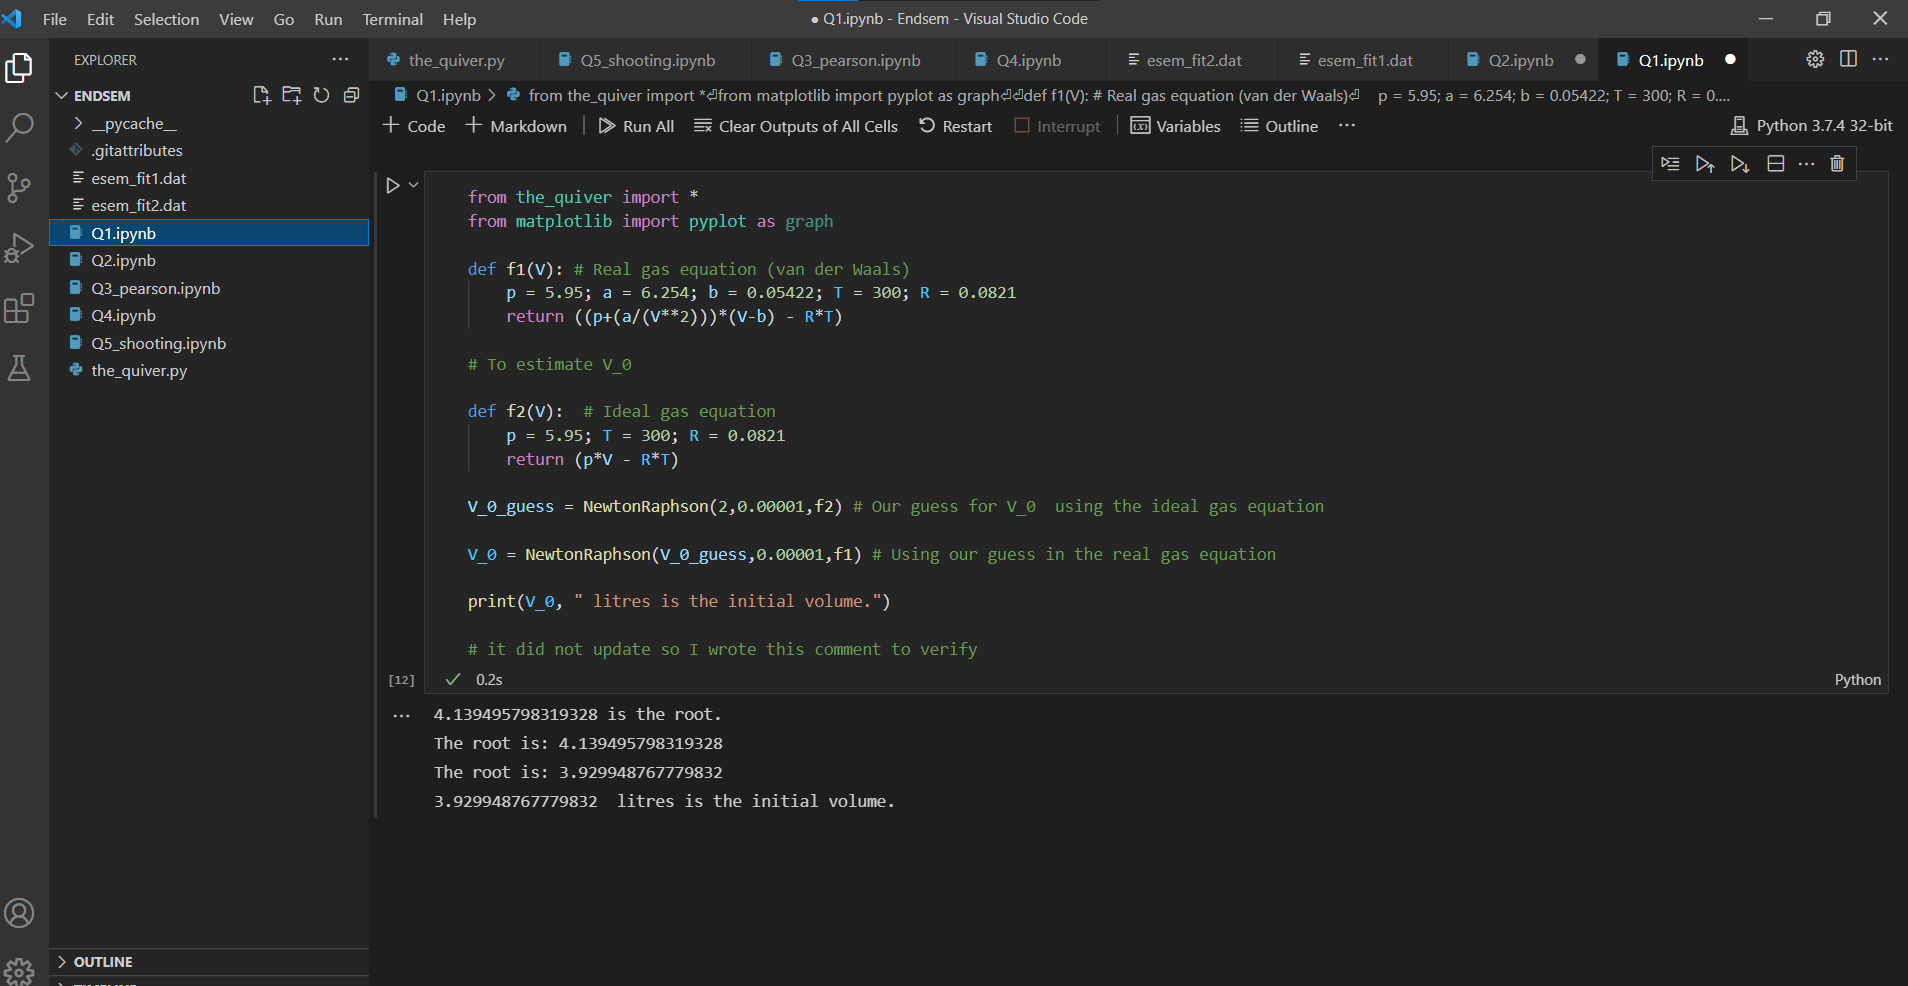 File Edit Selection View Go Run Terminal Help
● Q1.ipynb - Endsem - Visual Studio Code
EXPLORER
ENDSEM
__pycache__
.gitattributes
esem_fit1.dat
esem_fit2.dat
Q1.ipynb
Q2.ipynb
Q3_pearson.ipynb
Q4.ipynb
Q5_shooting.ipynb
the_quiver.py
OUTLINE
the_quiver.py Q5_shooting.ipynb Q3_pearson.ipynb Q4.ipynb esem_fit2.dat esem_fit1.dat Q2.ipynb Q1.ipynb
Q1.ipynb > from the_quiver import *⏎from matplotlib import pyplot as graph⏎⏎def f1(V): # Real gas equation (van der Waals)⏎ p = 5.95; a = 6.254; b = 0.05422; T = 300; R = 0....
+ Code + Markdown Run All Clear Outputs of All Cells Restart Interrupt Variables Outline ... Python 3.7.4 32-bit
from the_quiver import *
from matplotlib import pyplot as graph
def f1(V): # Real gas equation (van der Waals)
    p = 5.95; a = 6.254; b = 0.05422; T = 300; R = 0.0821
    return ((p+(a/(V**2)))*(V-b) - R*T)
# To estimate V_0
def f2(V):  # Ideal gas equation
    p = 5.95; T = 300; R = 0.0821
    return (p*V - R*T)
V_0_guess = NewtonRaphson(2,0.00001,f2) # Our guess for V_0  using the ideal gas equation
V_0 = NewtonRaphson(V_0_guess,0.00001,f1) # Using our guess in the real gas equation
print(V_0, " litres is the initial volume.")
# it did not update so I wrote this comment to verify
[12] 0.2s Python
4.139495798319328 is the root.
The root is: 4.139495798319328
The root is: 3.929948767779832
3.929948767779832  litres is the initial volume.